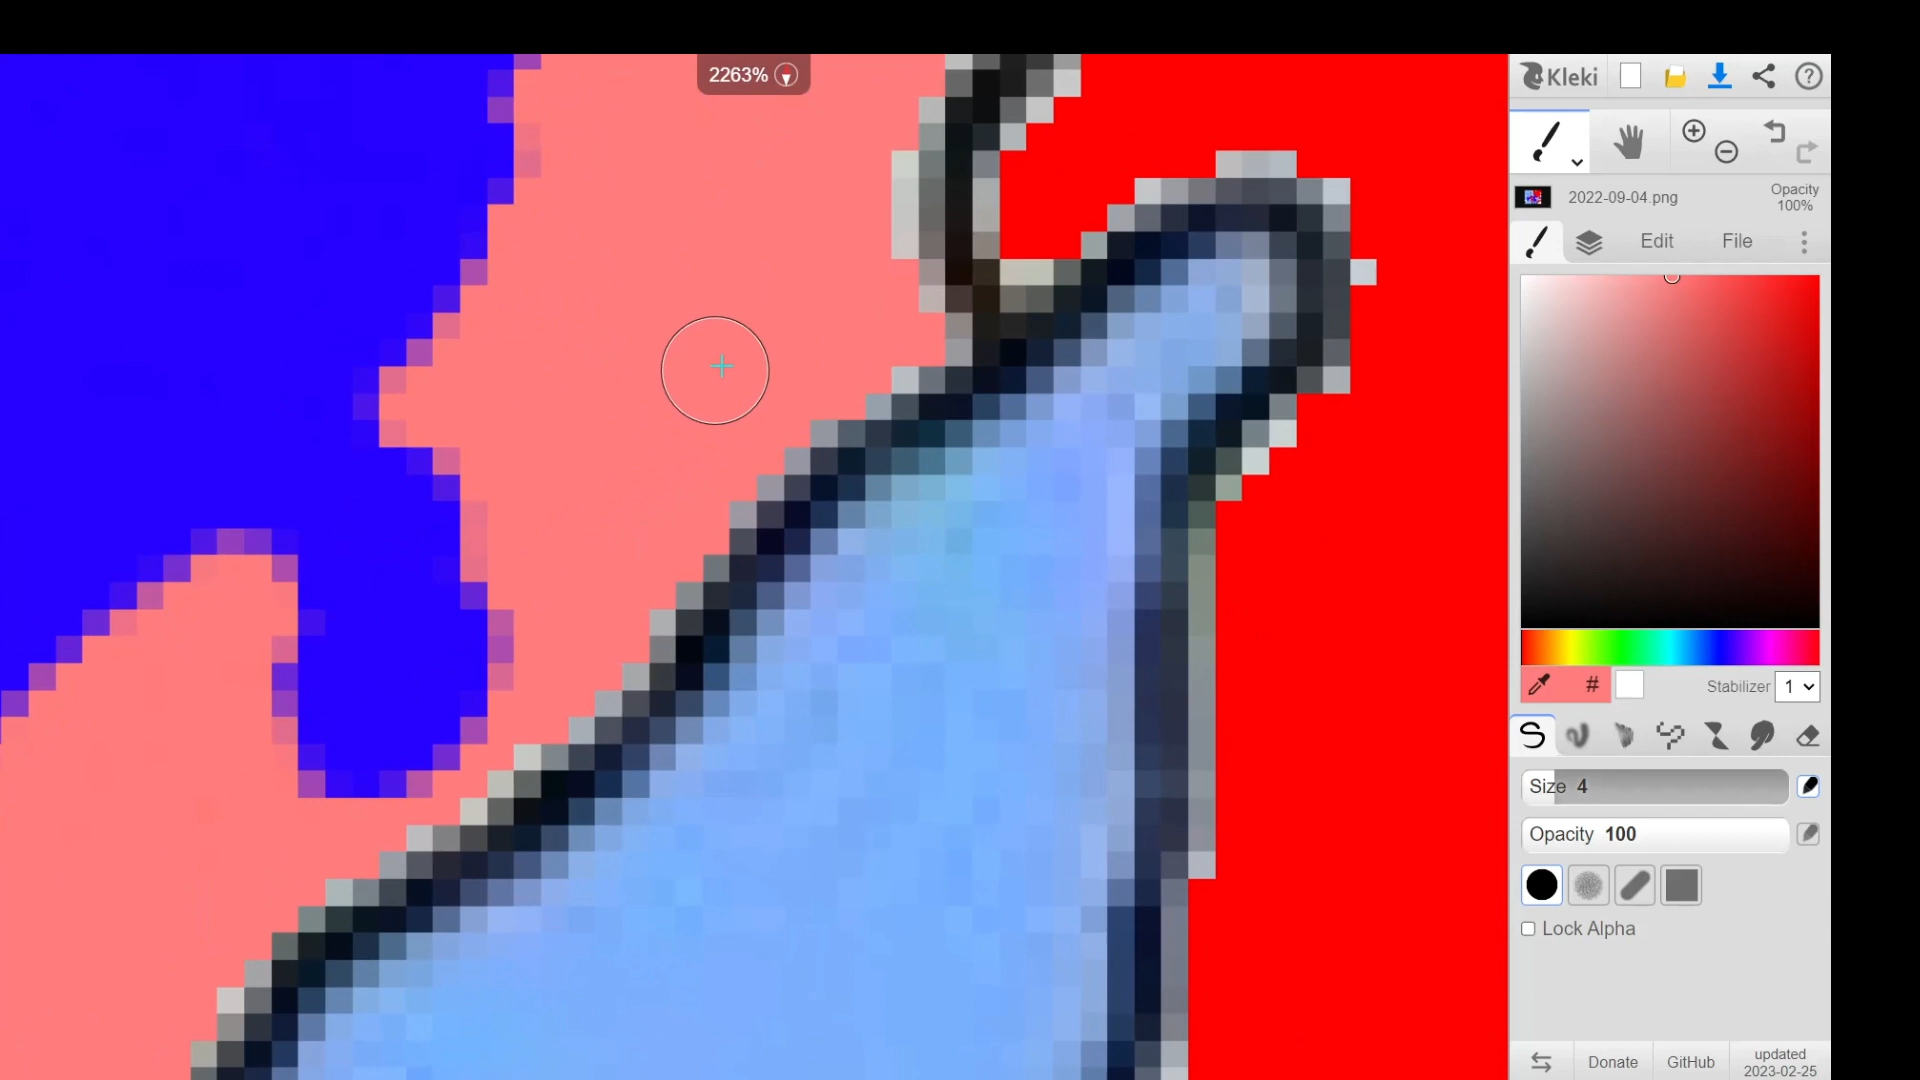 2263%
Kleki
?
2022-09-04.png
Opacity
100%
Edit
File
#
Stabilizer 1
Size 4
Opacity 100
Lock Alpha
Donate
GitHub
updated
2023-02-25